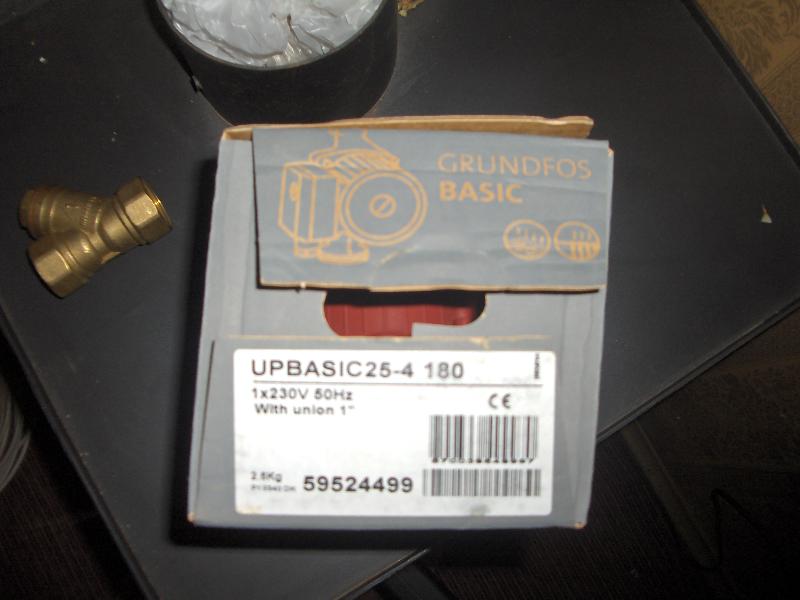 GRUNDFOS
BASIC
UPBASIC25-4 180
1x230V 50Hz
With union 1"
CE
2.6Kg
59524499